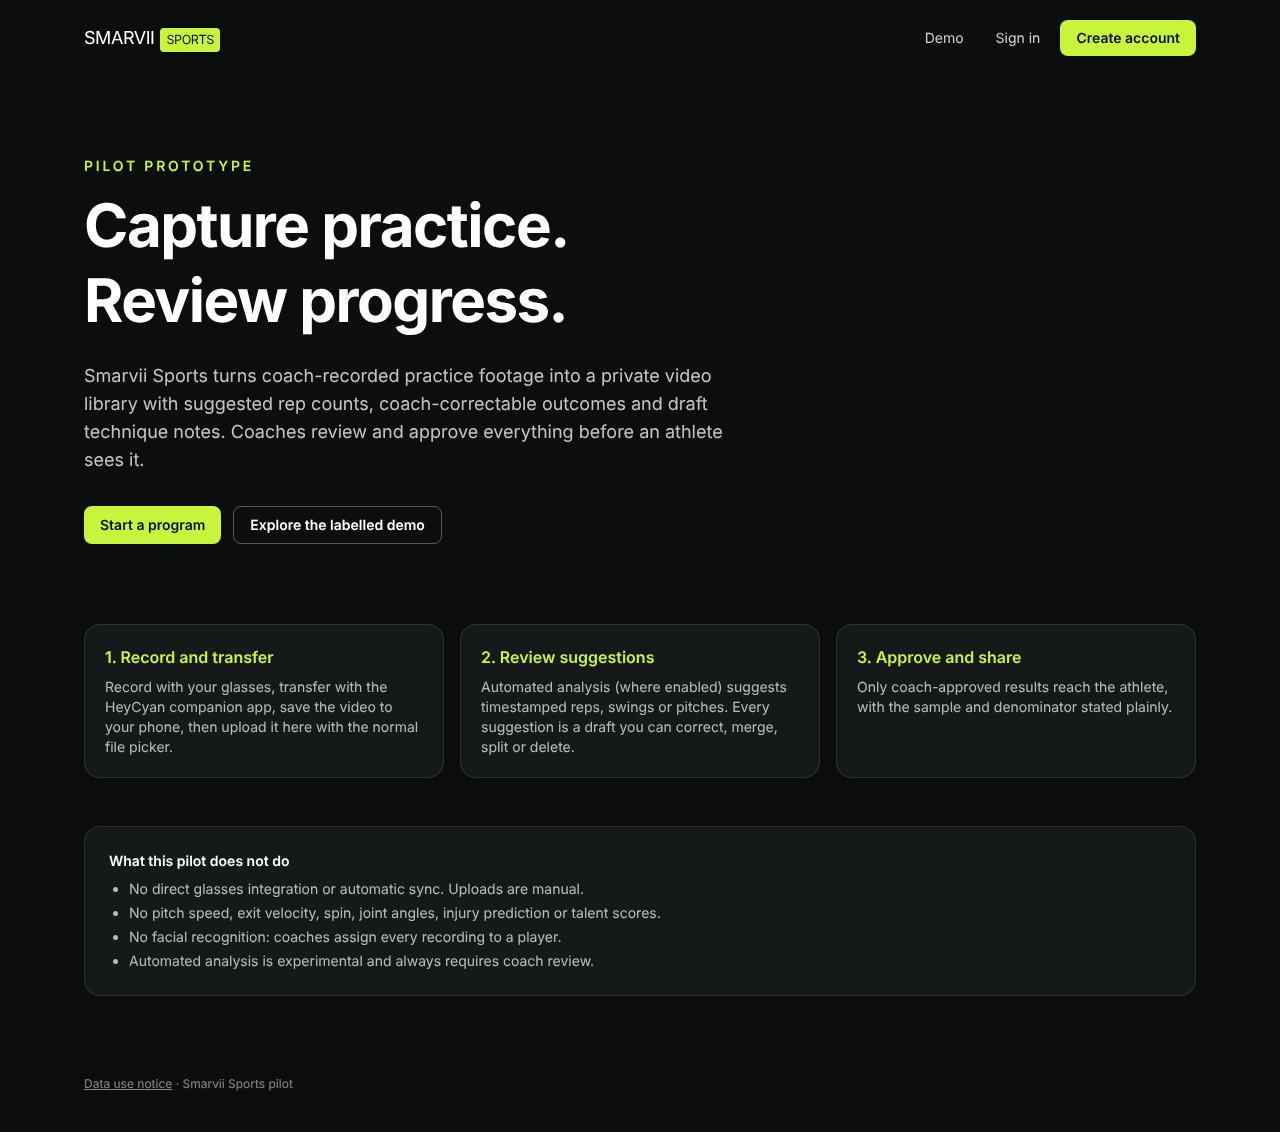 SMARVII SPORTS
Demo
Sign in
Create account
PILOT PROTOTYPE
Capture practice.
Review progress.
Smarvii Sports turns coach-recorded practice footage into a private video
library with suggested rep counts, coach-correctable outcomes and draft
technique notes. Coaches review and approve everything before an athlete
sees it.
Start a program
Explore the labelled demo
1. Record and transfer
Record with your glasses, transfer with the
HeyCyan companion app, save the video to
your phone, then upload it here with the normal
file picker.
2. Review suggestions
Automated analysis (where enabled) suggests
timestamped reps, swings or pitches. Every
suggestion is a draft you can correct, merge,
split or delete.
3. Approve and share
Only coach-approved results reach the athlete,
with the sample and denominator stated plainly.
What this pilot does not do
• No direct glasses integration or automatic sync. Uploads are manual.
• No pitch speed, exit velocity, spin, joint angles, injury prediction or talent scores.
• No facial recognition: coaches assign every recording to a player.
• Automated analysis is experimental and always requires coach review.
Data use notice · Smarvii Sports pilot